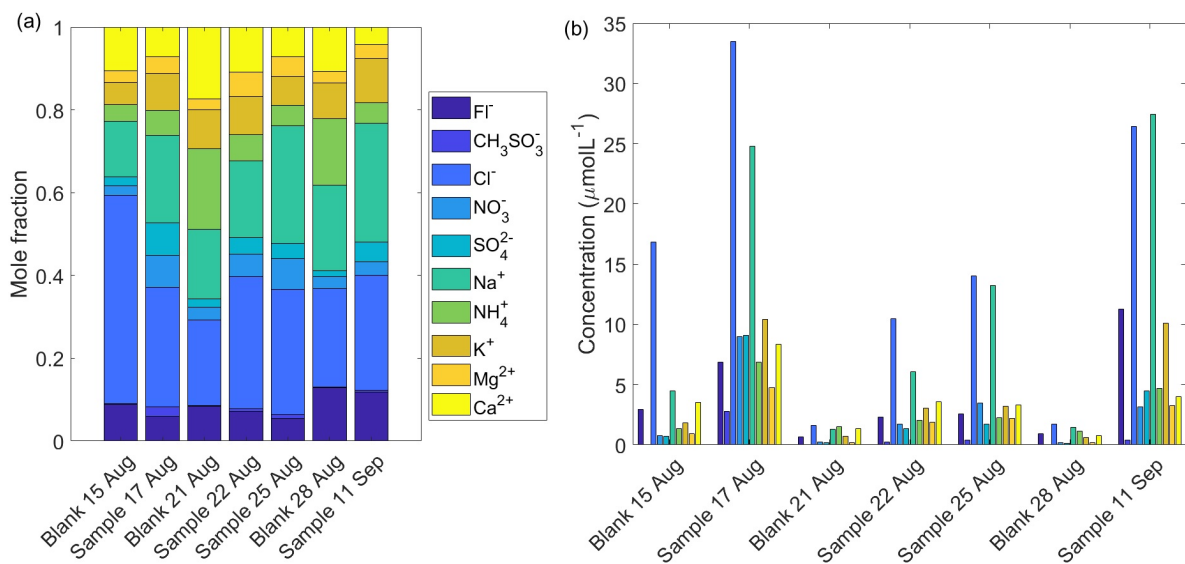 (a)
Mole fraction
1
0.8
0.6
0.4
0.2
0
Blank 15 Aug
Sample 17 Aug
Blank 21 Aug
Sample 22 Aug
Sample 25 Aug
Blank 28 Aug
Sample 11 Sep
Fl⁻
CH₃SO₃⁻
Cl⁻
NO₃⁻
SO₄²⁻
Na⁺
NH₄⁺
K⁺
Mg²⁺
Ca²⁺
(b)
Concentration (μmolL⁻¹)
35
30
25
20
15
10
5
0
Blank 15 Aug
Sample 17 Aug
Blank 21 Aug
Sample 22 Aug
Sample 25 Aug
Blank 28 Aug
Sample 11 Sep